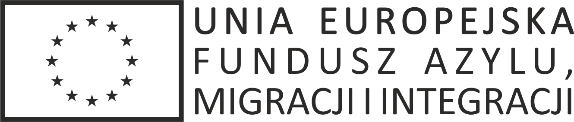 UNIA EUROPEJSKA
FUNDUSZ AZYLU,
MIGRACJI I INTEGRACJI